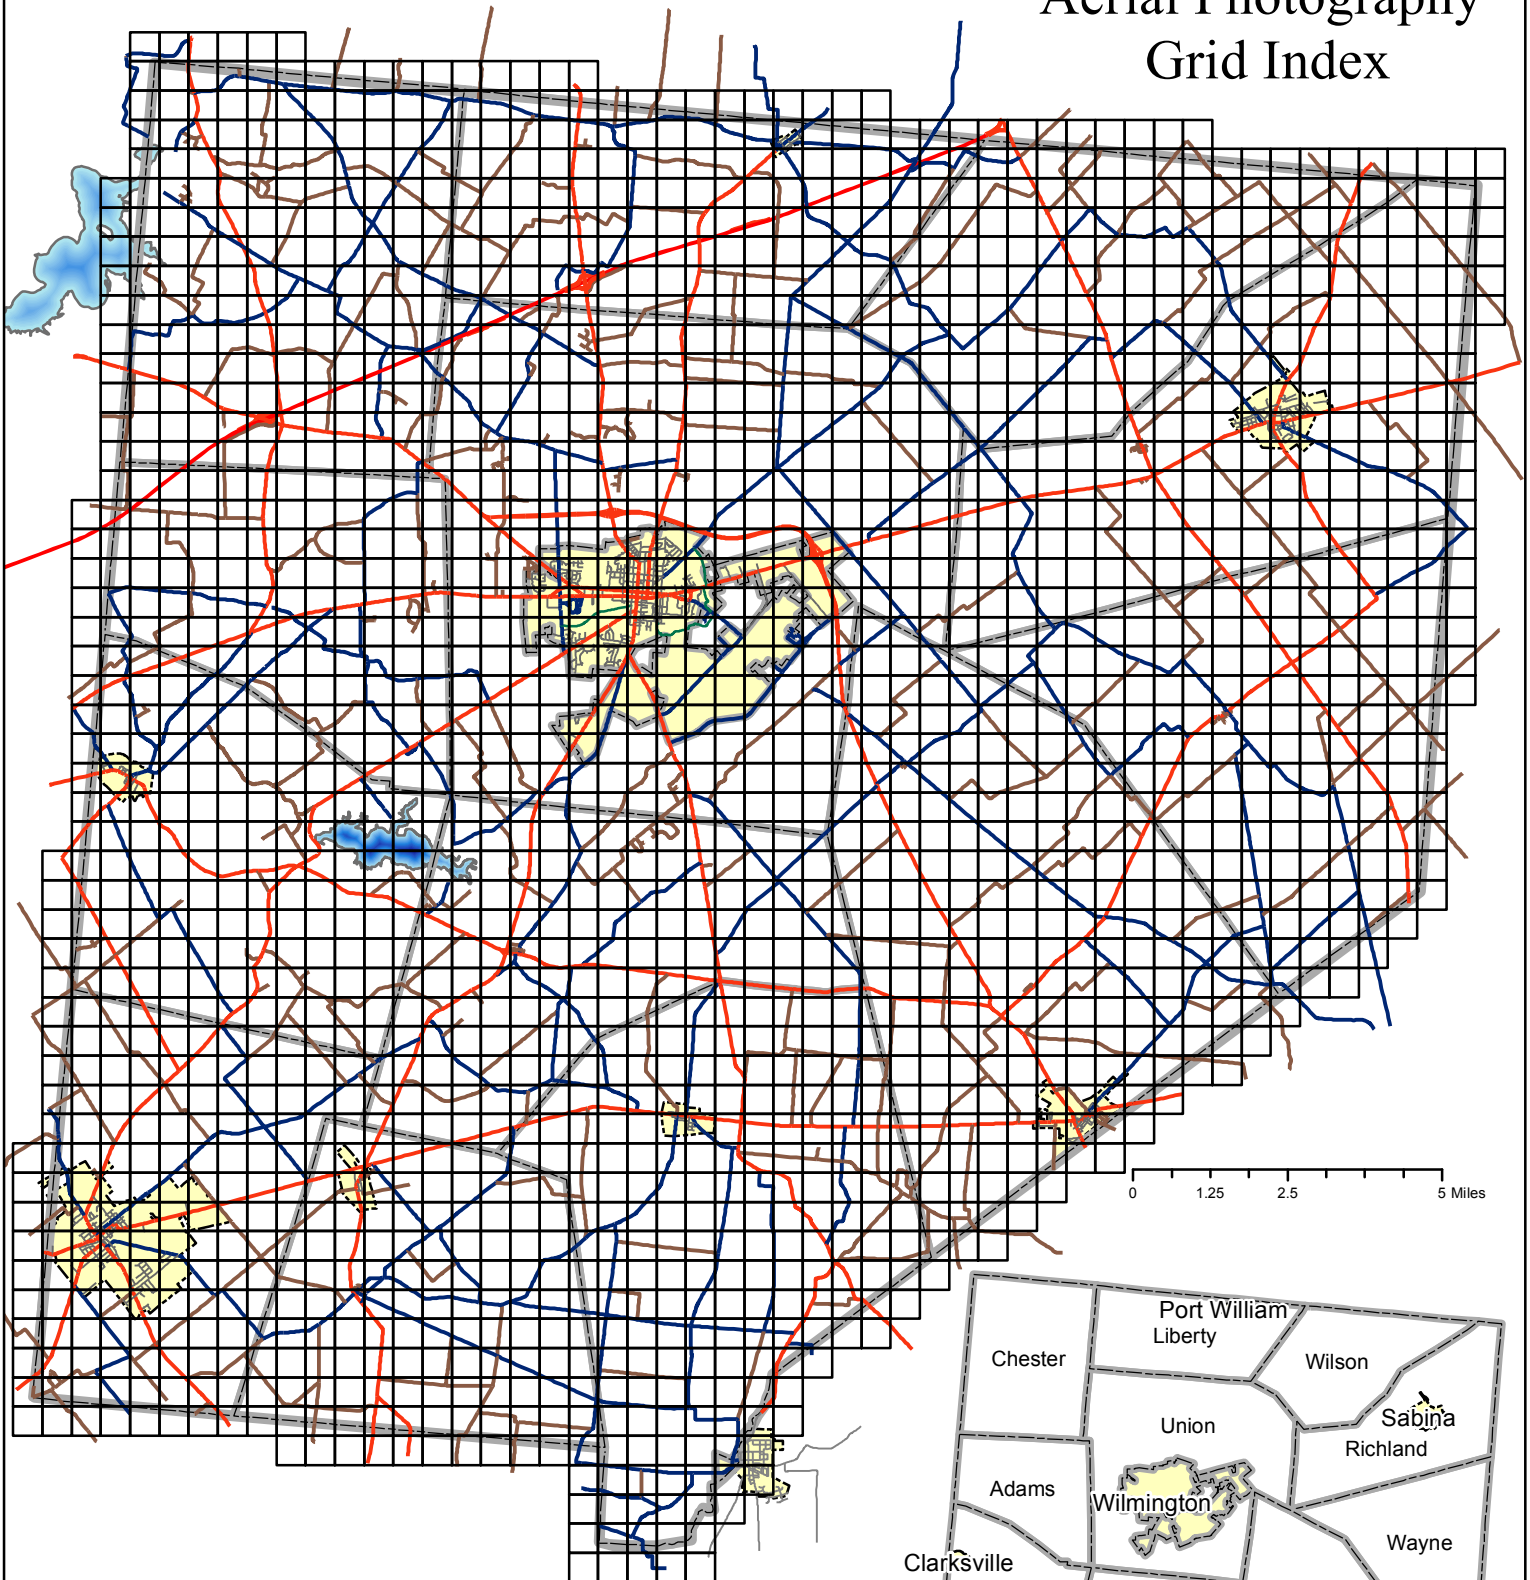 Aerial Photography
Grid Index
0 1.25 2.5 5 Miles
Port William
Liberty
Chester
Wilson
Union
Sabina
Richland
Adams
Wilmington
Wayne
Clarksville